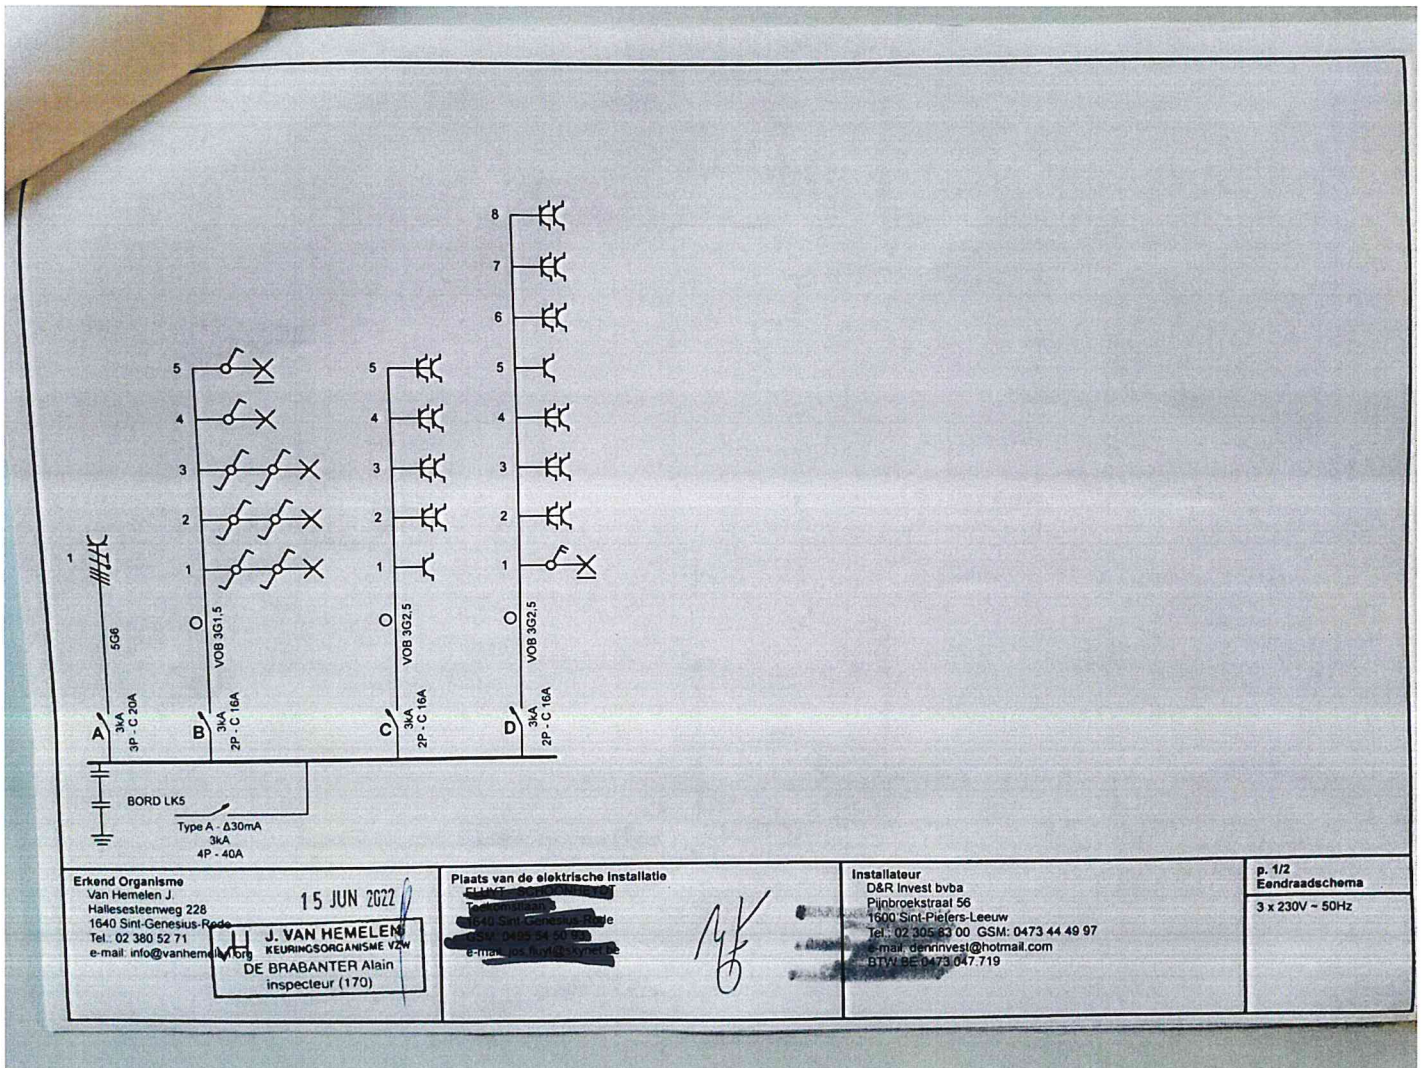 8
7
6
5
4
3
2
1
5
4
3
2
1
5
4
3
2
1
1
5G6
VOB 3G1,5
VOB 3G2,5
VOB 3G2,5
A
3kA
3P - C 20A
B
3kA
2P - C 16A
C
3kA
2P - C 16A
D
3kA
2P - C 16A
BORD LK5
Type A - Δ30mA
3kA
4P - 40A
Erkend Organisme
Van Hemelen J.
Hallesesteenweg 228
1640 Sint-Genesius-Rode
Tel.: 02 380 52 71
e-mail: info@vanhemelen.org
15 JUN 2022
J. VAN HEMELEN
KEURINGSORGANISME VZW
DE BRABANTER Alain
inspecteur (170)
Plaats van de elektrische installatie
Installateur
D&R Invest bvba
Pijnbroekstraat 56
1600 Sint-Pieters-Leeuw
Tel.: 02 305 83 00 GSM: 0473 44 49 97
e-mail: denrinvest@hotmail.com
BTW BE 0473.047.719
p. 1/2
Eendraadschema
3 x 230V ~ 50Hz